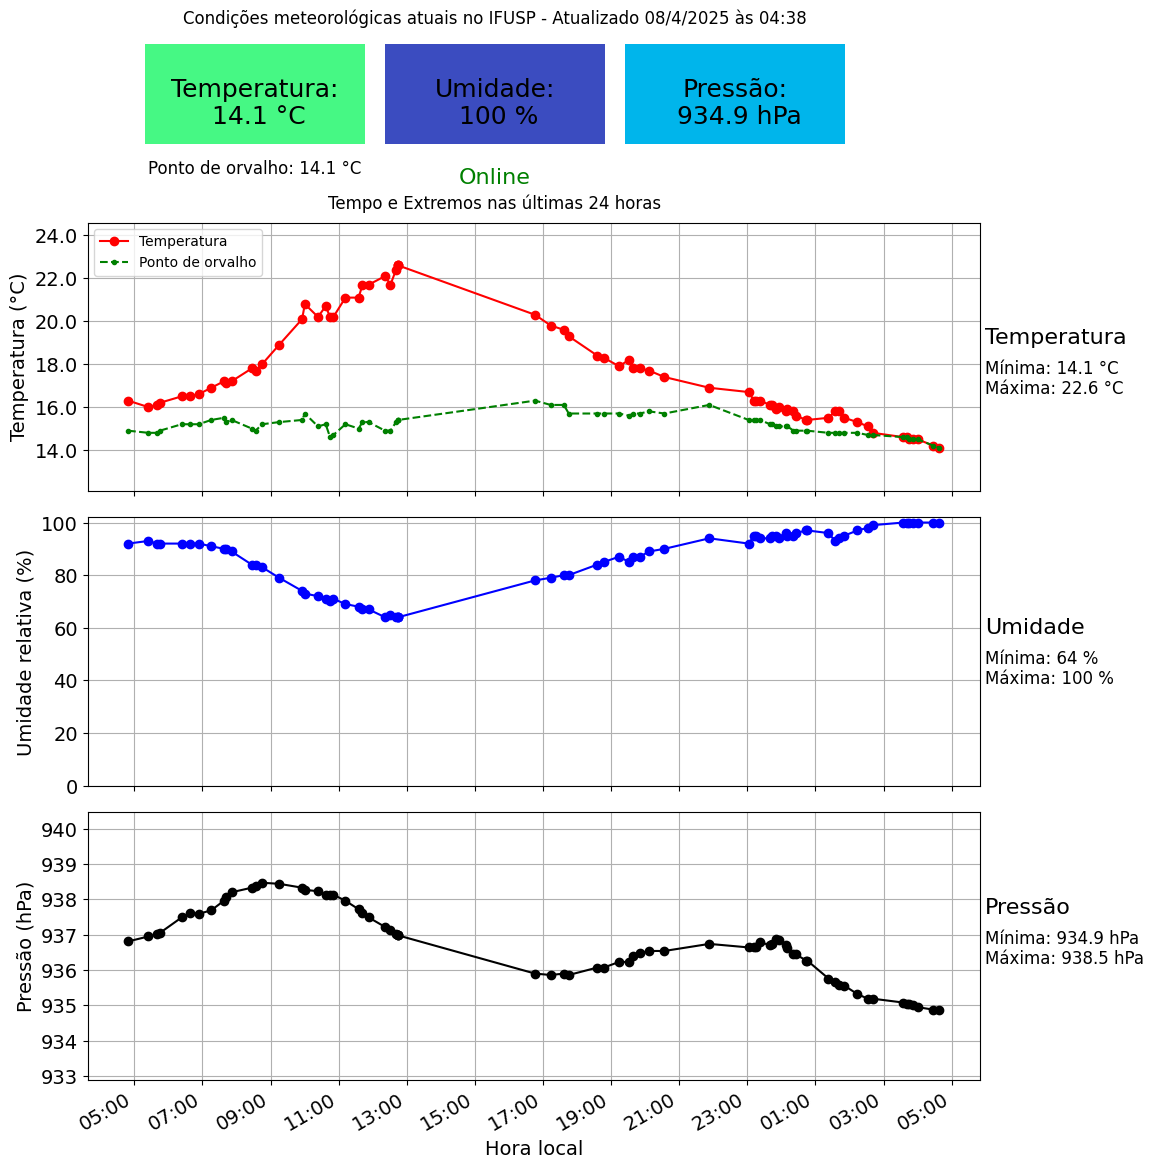 Condições meteorológicas atuais no IFUSP - Atualizado 08/4/2025 às 04:38
Temperatura:
14.1 °C
Umidade:
100 %
Pressão:
934.9 hPa
Ponto de orvalho: 14.1 °C
Online
Tempo e Extremos nas últimas 24 horas
Temperatura (°C)
24.0
22.0
20.0
18.0
16.0
14.0
Temperatura
Ponto de orvalho
Temperatura
Mínima: 14.1 °C
Máxima: 22.6 °C
Umidade relativa (%)
100
80
60
40
20
0
Umidade
Mínima: 64 %
Máxima: 100 %
Pressão (hPa)
940
939
938
937
936
935
934
933
Pressão
Mínima: 934.9 hPa
Máxima: 938.5 hPa
05:00 07:00 09:00 11:00 13:00 15:00 17:00 19:00 21:00 23:00 01:00 03:00 05:00
Hora local